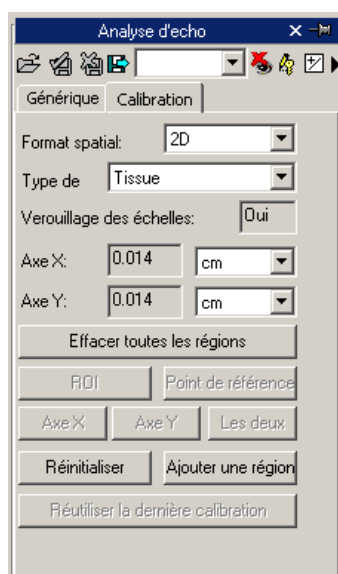 Analyse d'echo
Générique Calibration
Format spatial: 2D
Type de Tissue
Verouillage des échelles: Oui
Axe X: 0.014 cm
Axe Y: 0.014 cm
Effacer toutes les régions
ROI Point de référence
Axe X Axe Y Les deux
Réinitialiser Ajouter une région
Réutiliser la dernière calibration